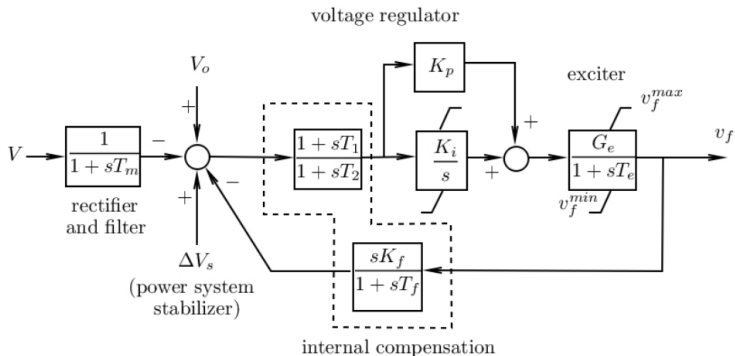 voltage regulator
V_o
K_p
exciter
v_f^{max}
+
+
V
1
1 + sT_m
−
1 + sT_1
1 + sT_2
K_i
s
+
G_e
1 + sT_e
v_f
−
+
v_f^{min}
rectifier
and filter
ΔV_s
(power system
stabilizer)
sK_f
1 + sT_f
internal compensation